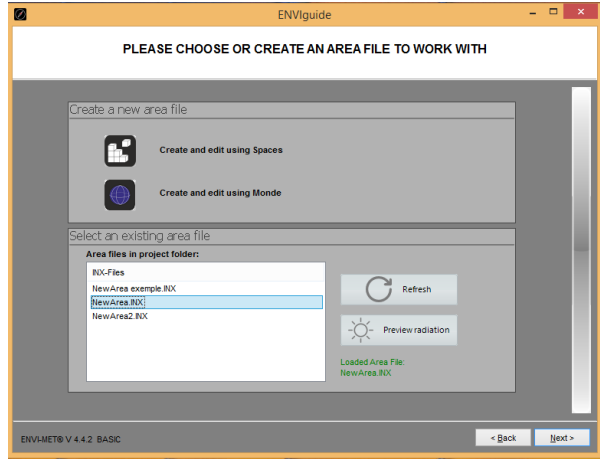 ENVIguide
PLEASE CHOOSE OR CREATE AN AREA FILE TO WORK WITH
Create a new area file
Create and edit using Spaces
Create and edit using Monde
Select an existing area file
Area files in project folder:
INX-Files
NewArea exemple.INX
NewArea.INX
NewArea2.INX
Refresh
Preview radiation
Loaded Area File:
NewArea.INX
ENVI-MET® V 4.4.2 BASIC
< Back
Next >